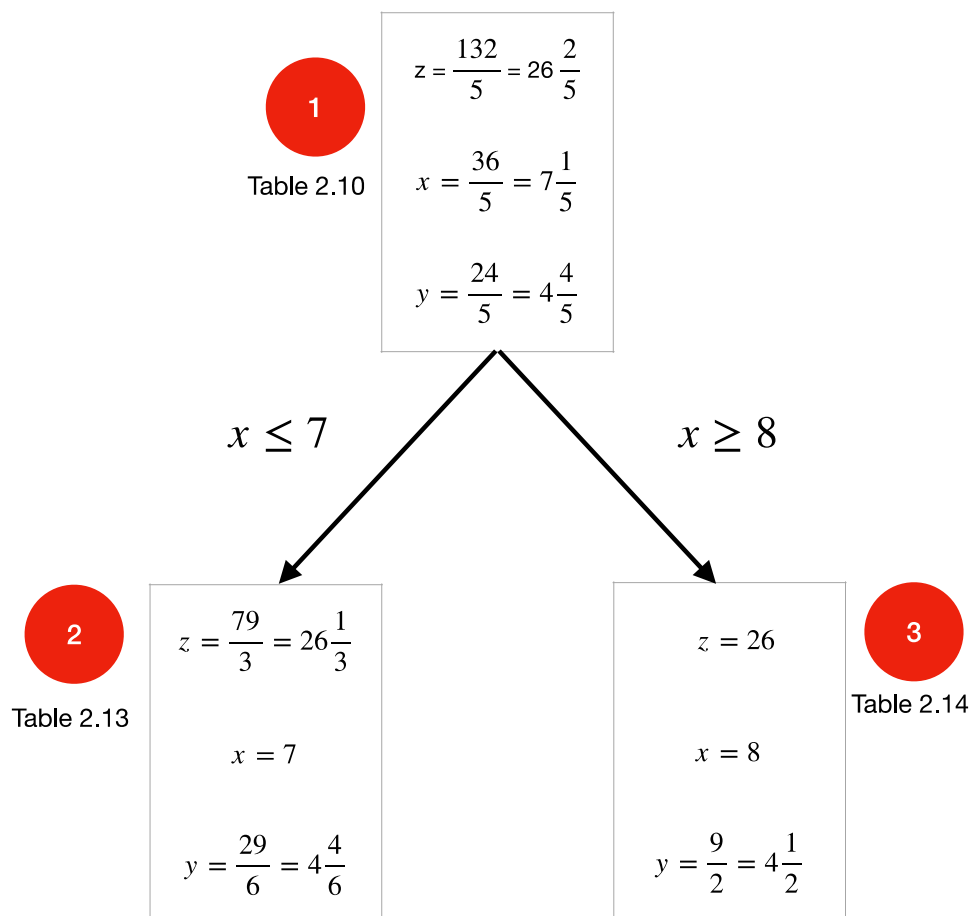 z = 132/5 = 26 2/5
1
Table 2.10
x = 36/5 = 7 1/5
y = 24/5 = 4 4/5
x ≤ 7
x ≥ 8
2
Table 2.13
z = 79/3 = 26 1/3
x = 7
y = 29/6 = 4 4/6
3
Table 2.14
z = 26
x = 8
y = 9/2 = 4 1/2